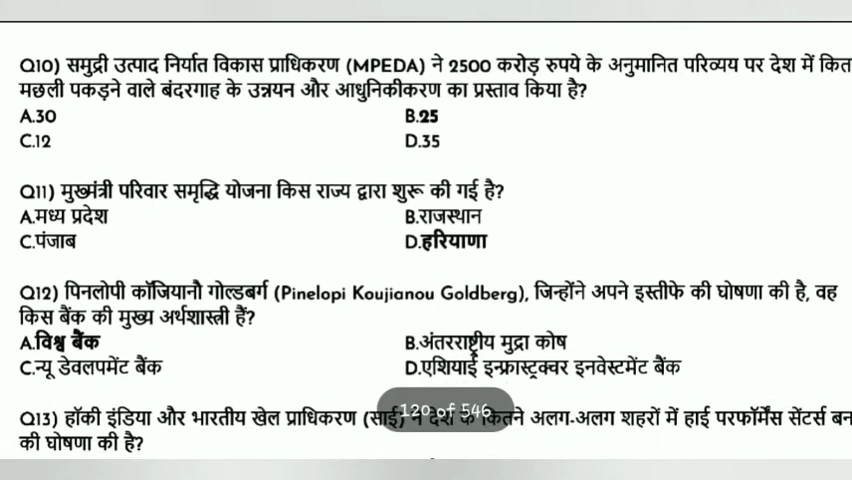 Q10) समुद्री उत्पाद निर्यात विकास प्राधिकरण (MPEDA) ने 2500 करोड़ रुपये के अनुमानित परिव्यय पर देश में
मछली पकड़ने वाले बंदरगाह के उन्नयन और आधुनिकीकरण का प्रस्ताव किया है?
A.30 B.25
C.12 D.35
Q11) मुख्मंत्री परिवार समृद्धि योजना किस राज्य द्वारा शुरू की गई है?
A.मध्य प्रदेश B.राजस्थान
C.पंजाब D.हरियाणा
Q12) पिनलोपी कॉजियानौ गोल्डबर्ग (Pinelopi Koujianou Goldberg), जिन्होंने अपने इस्तीफे की घोषणा की है, वह
किस बैंक की मुख्य अर्थशास्त्री हैं?
A.विश्व बैंक B.अंतरराष्ट्रीय मुद्रा कोष
C.न्यू डेवलपमेंट बैंक D.एशियाई इन्फ्रास्ट्रक्चर इनवेस्टमेंट बैंक
120 of 546
Q13) हॉकी इंडिया और भारतीय खेल प्राधिकरण (साई) ने देश के कितने अलग-अलग शहरों में हाई परफॉर्मेंस सेंटर्स
की घोषणा की है?